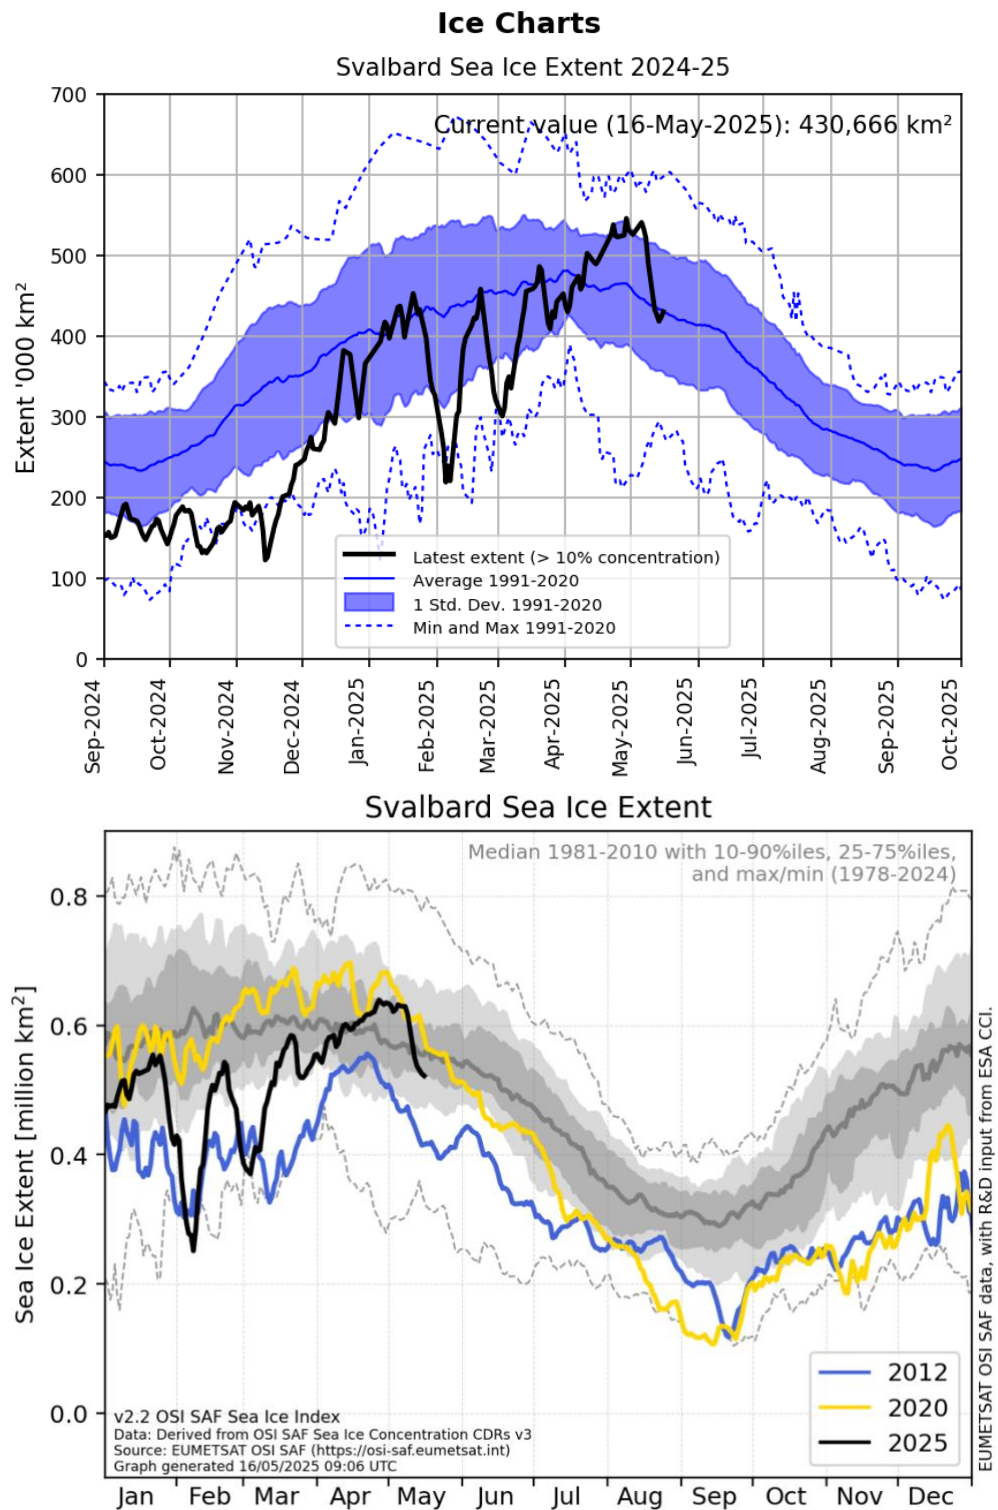 Ice Charts
Svalbard Sea Ice Extent 2024-25
Current value (16-May-2025): 430,666 km²
Extent '000 km²
700
600
500
400
300
200
100
0
Latest extent (> 10% concentration)
Average 1991-2020
1 Std. Dev. 1991-2020
Min and Max 1991-2020
Sep-2024
Oct-2024
Nov-2024
Dec-2024
Jan-2025
Feb-2025
Mar-2025
Apr-2025
May-2025
Jun-2025
Jul-2025
Aug-2025
Sep-2025
Oct-2025
Svalbard Sea Ice Extent
Median 1981-2010 with 10-90%iles, 25-75%iles,
and max/min (1978-2024)
Sea Ice Extent [million km²]
0.8
0.6
0.4
0.2
0.0
2012
2020
2025
v2.2 OSI SAF Sea Ice Index
Data: Derived from OSI SAF Sea Ice Concentration CDRs v3
Source: EUMETSAT OSI SAF (https://osi-saf.eumetsat.int)
Graph generated 16/05/2025 09:06 UTC
Jan
Feb
Mar
Apr
May
Jun
Jul
Aug
Sep
Oct
Nov
Dec
EUMETSAT OSI SAF data, with R&D input from ESA CCI.